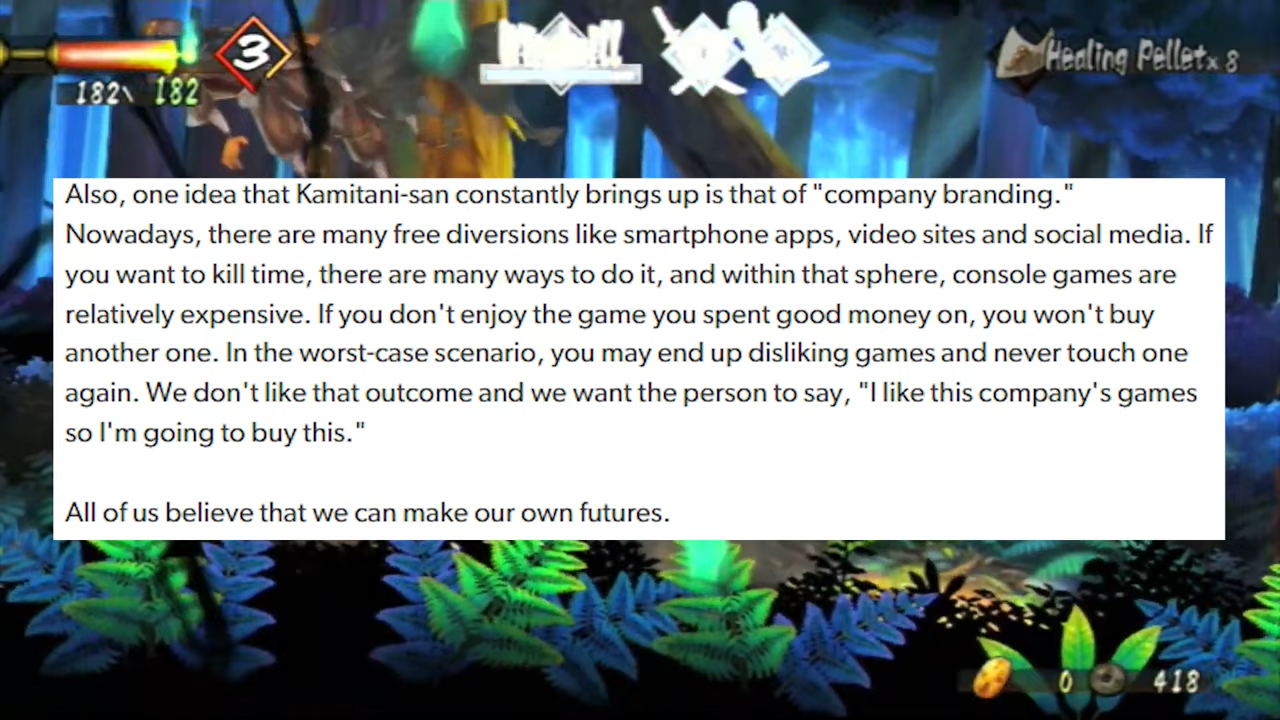 3
182\ 182
Healing Pellet x 8
Also, one idea that Kamitani-san constantly brings up is that of "company branding."
Nowadays, there are many free diversions like smartphone apps, video sites and social media. If
you want to kill time, there are many ways to do it, and within that sphere, console games are
relatively expensive. If you don't enjoy the game you spent good money on, you won't buy
another one. In the worst-case scenario, you may end up disliking games and never touch one
again. We don't like that outcome and we want the person to say, "I like this company's games
so I'm going to buy this."
All of us believe that we can make our own futures.
0 418